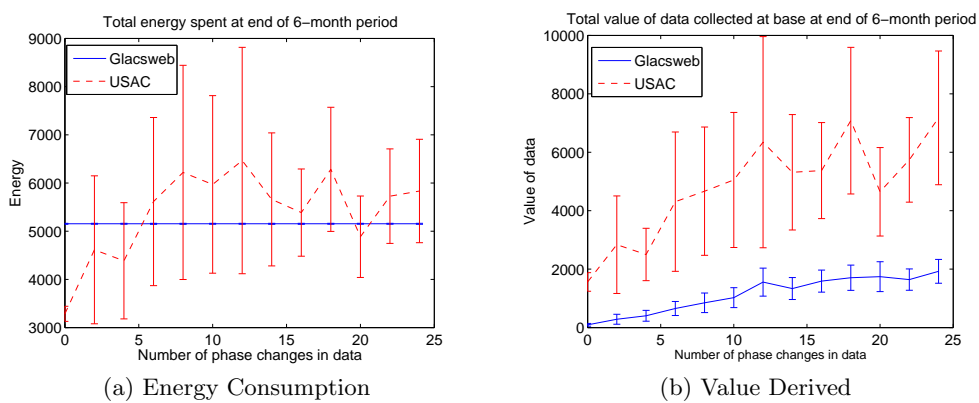 Total energy spent at end of 6−month period
9000
8000
7000
6000
5000
4000
3000
Energy
Glacsweb
USAC
0 5 10 15 20 25
Number of phase changes in data
(a) Energy Consumption
Total value of data collected at base at end of 6−month period
10000
8000
6000
4000
2000
0
Value of data
Glacsweb
USAC
0 5 10 15 20 25
Number of phase changes in data
(b) Value Derived